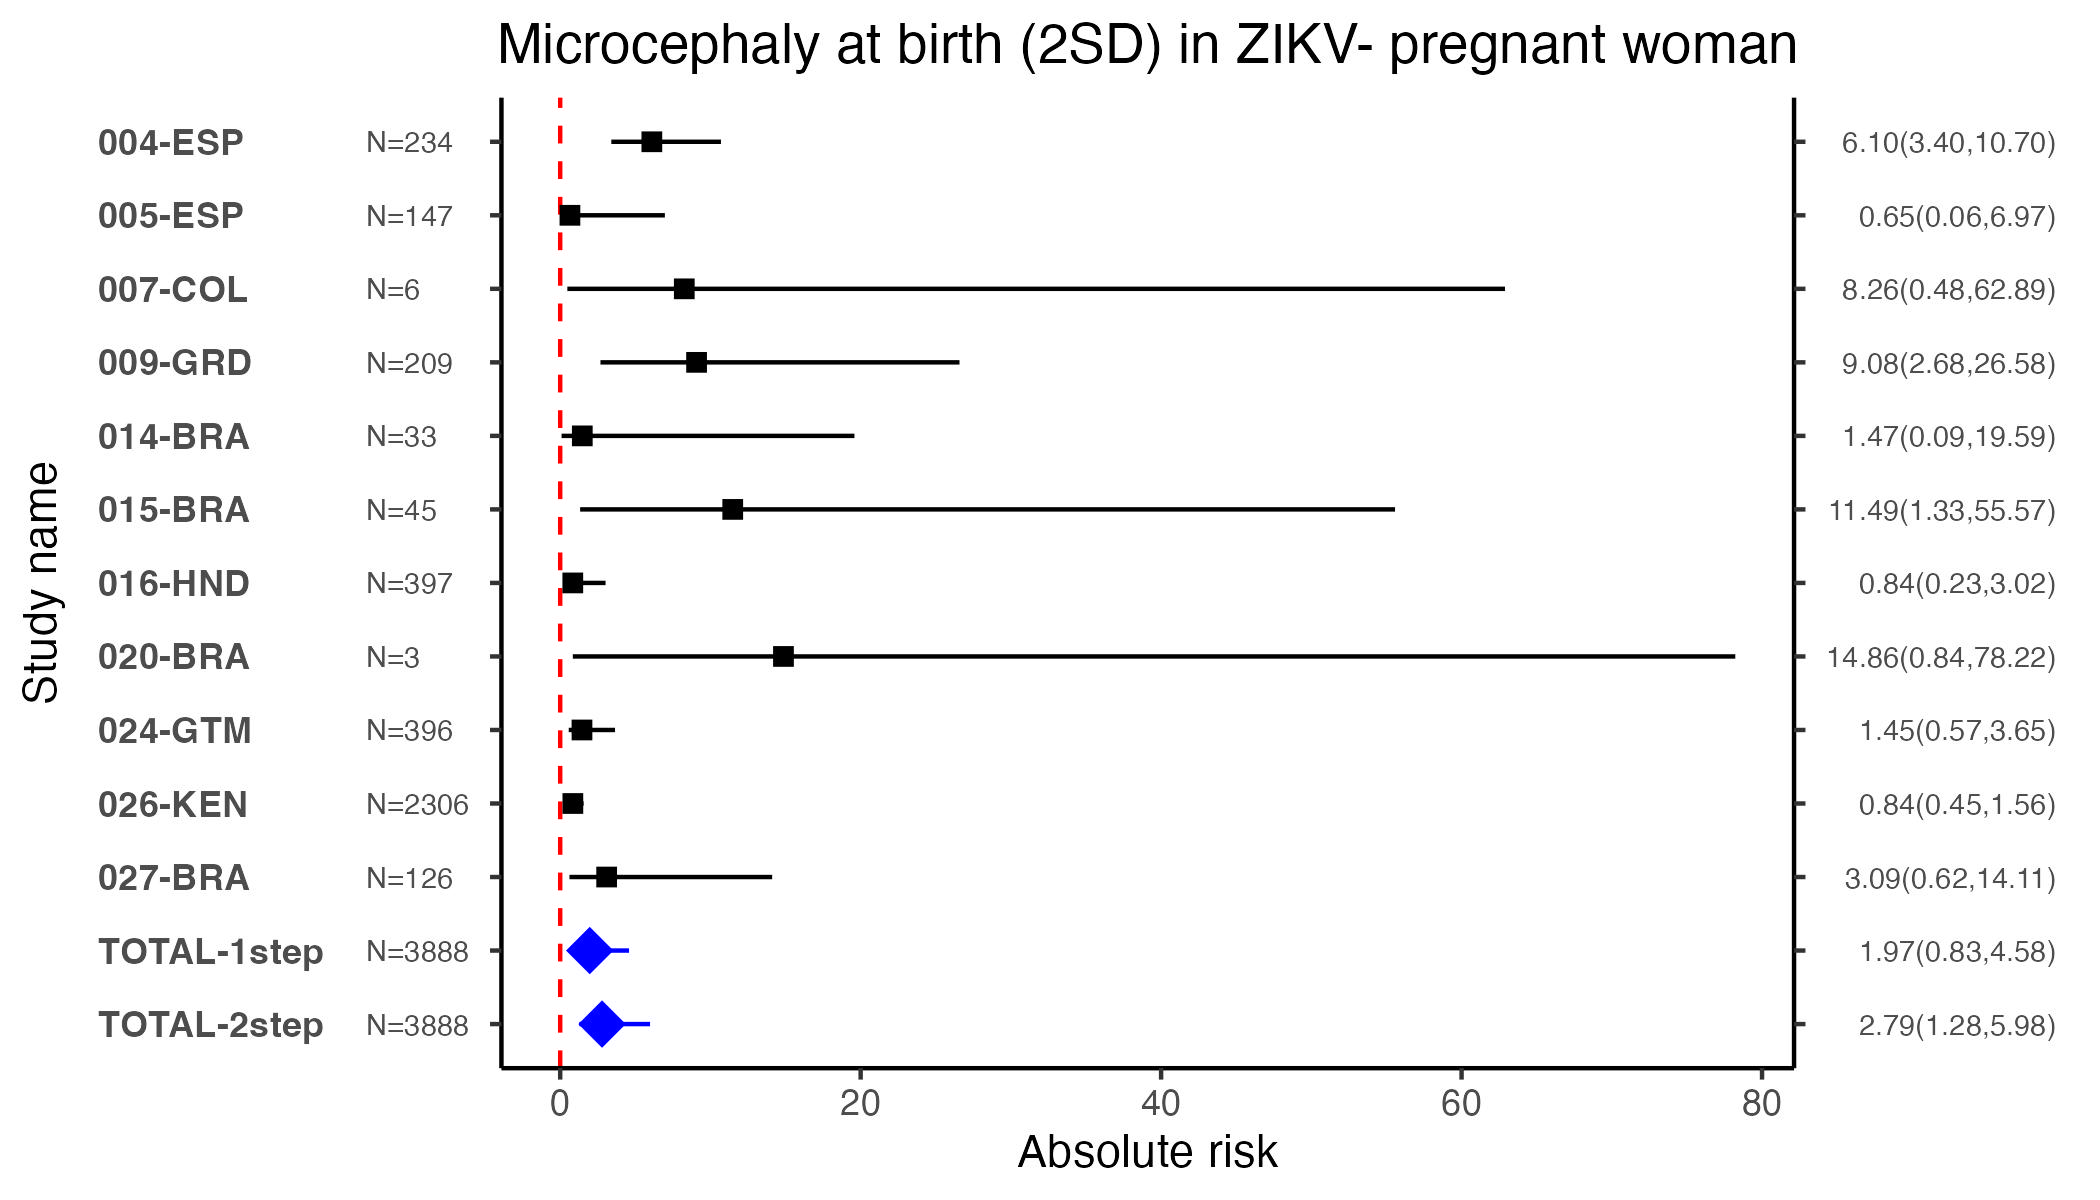 Microcephaly at birth (2SD) in ZIKV- pregnant woman
Study name
004-ESP N=234 6.10(3.40,10.70)
005-ESP N=147 0.65(0.06,6.97)
007-COL N=6 8.26(0.48,62.89)
009-GRD N=209 9.08(2.68,26.58)
014-BRA N=33 1.47(0.09,19.59)
015-BRA N=45 11.49(1.33,55.57)
016-HND N=397 0.84(0.23,3.02)
020-BRA N=3 14.86(0.84,78.22)
024-GTM N=396 1.45(0.57,3.65)
026-KEN N=2306 0.84(0.45,1.56)
027-BRA N=126 3.09(0.62,14.11)
TOTAL-1step N=3888 1.97(0.83,4.58)
TOTAL-2step N=3888 2.79(1.28,5.98)
0 20 40 60 80
Absolute risk